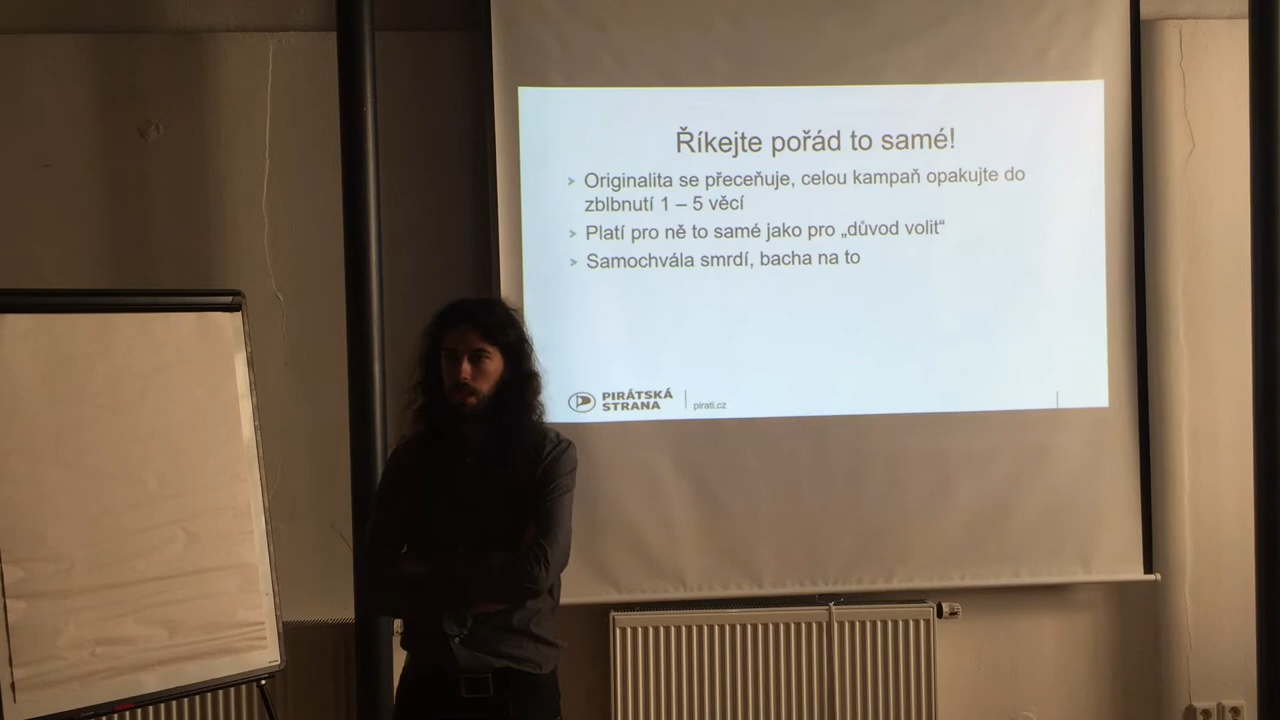 Říkejte pořád to samé!
> Originalita se přeceňuje, celou kampaň opakujte do
zblbnutí 1 – 5 věcí
> Platí pro ně to samé jako pro „důvod volit“
> Samochvála smrdí, bacha na to
PIRÁTSKÁ
STRANA
pirati.cz